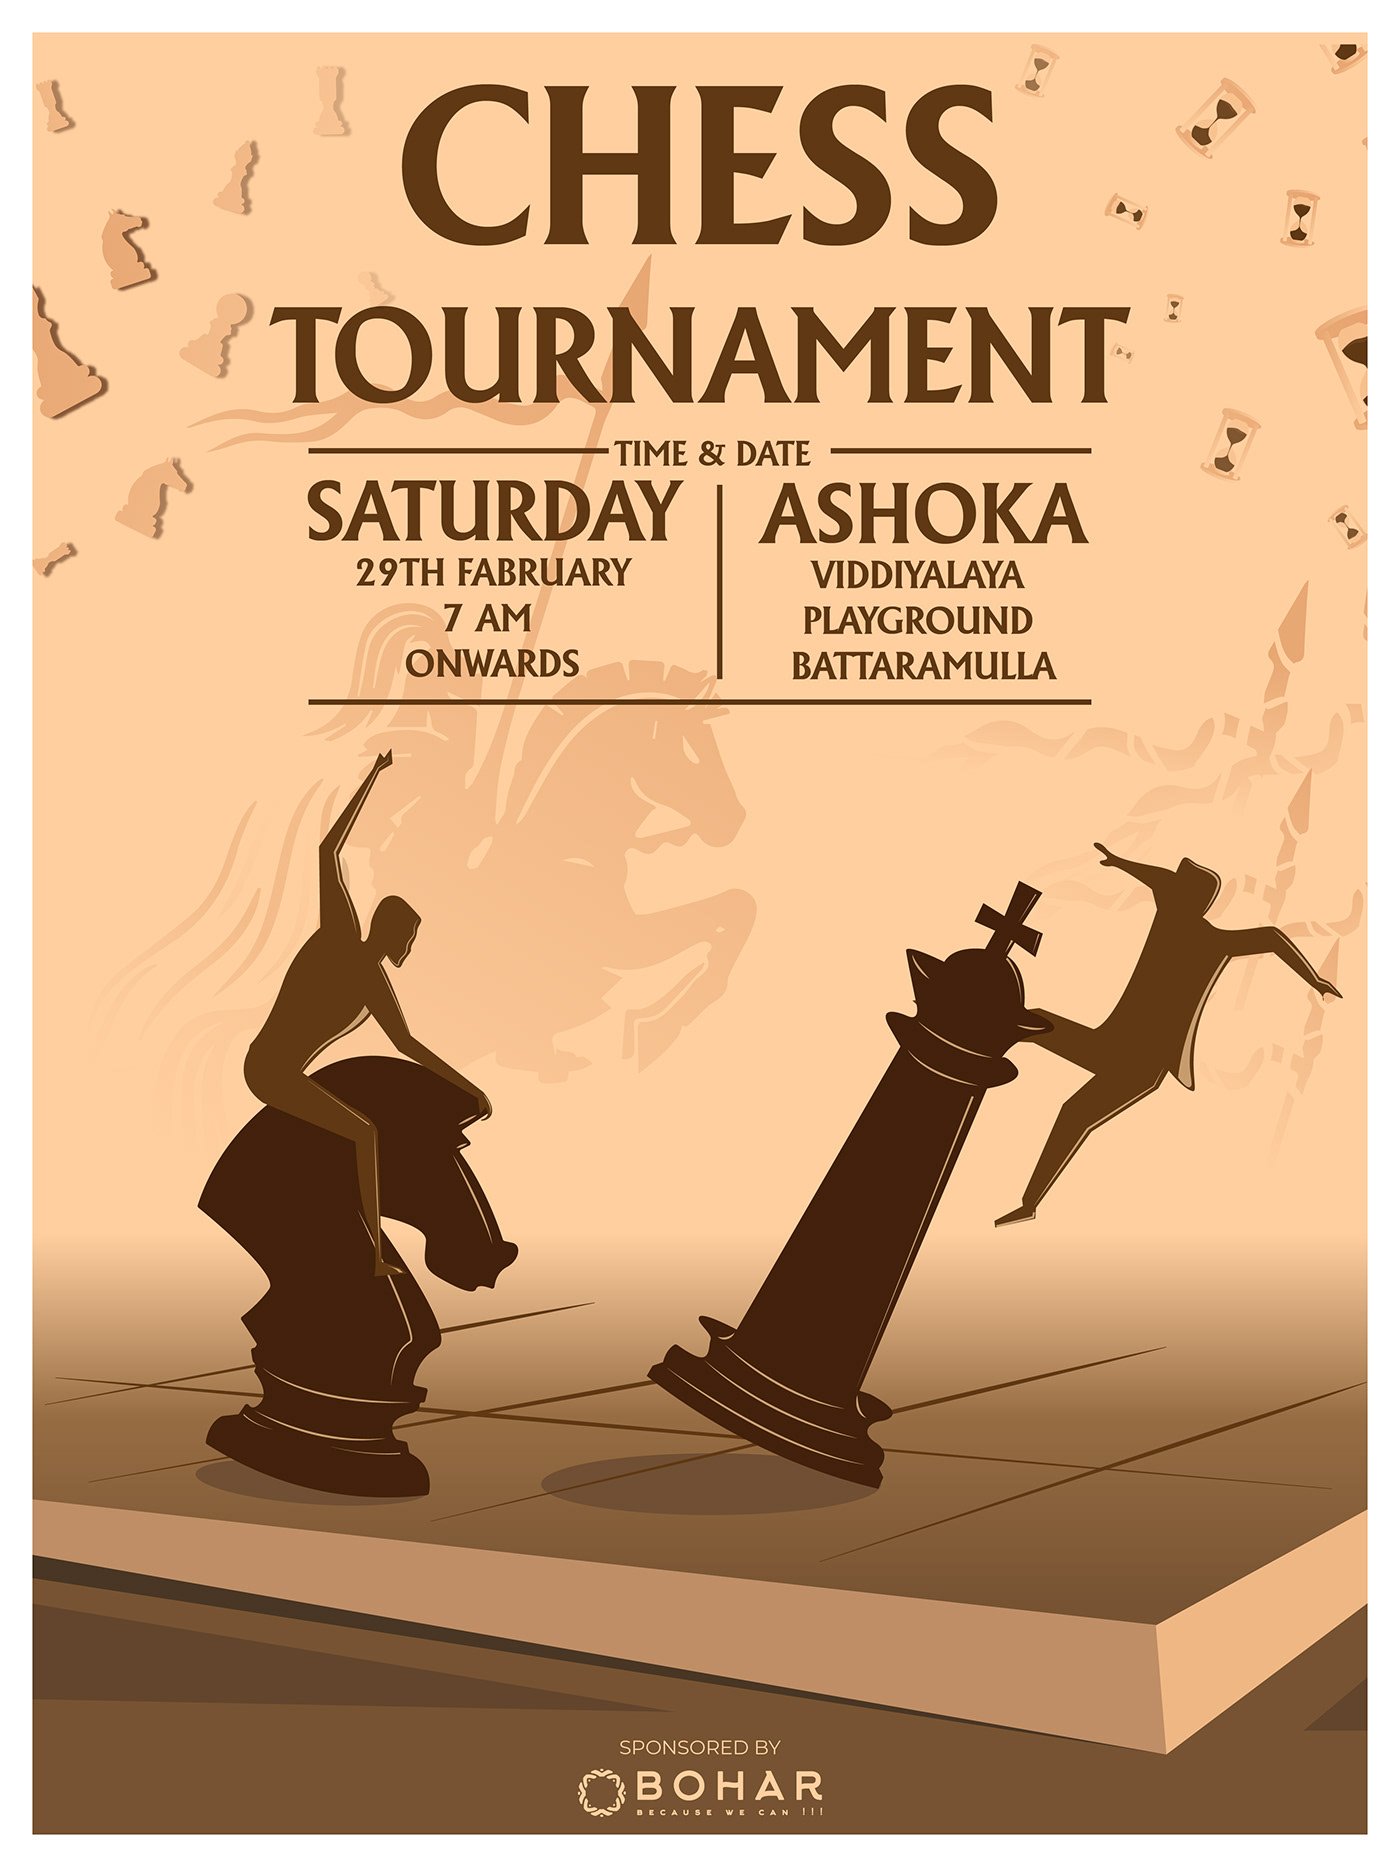 CHESS
TOURNAMENT
TIME & DATE
SATURDAY
29TH FABRUARY
7 AM
ONWARDS
ASHOKA
VIDDIYALAYA
PLAYGROUND
BATTARAMULLA
SPONSORED BY
BOHAR
BECAUSE WE CAN !!!